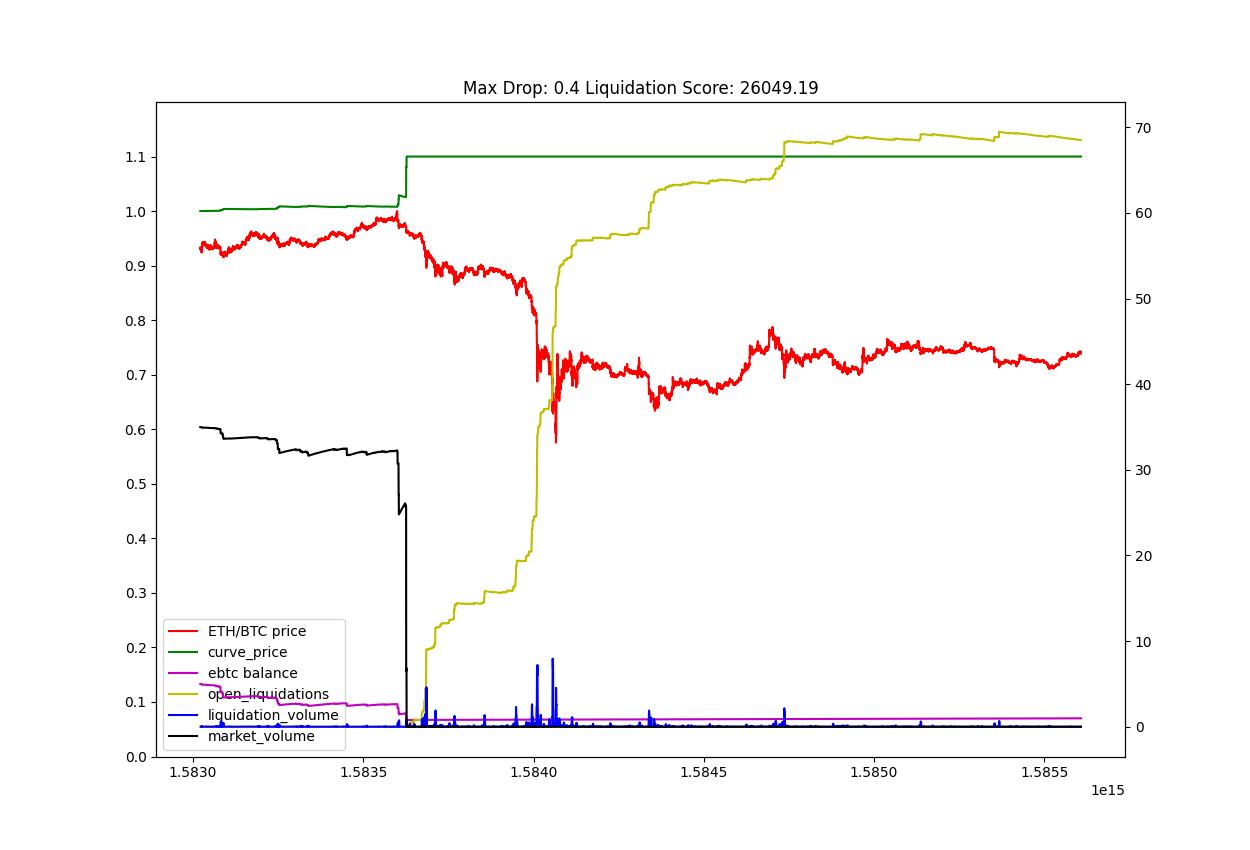 Max Drop: 0.4 Liquidation Score: 26049.19
1.1
1.0
0.9
0.8
0.7
0.6
0.5
0.4
0.3
0.2
0.1
0.0
70
60
50
40
30
20
10
0
ETH/BTC price
curve_price
ebtc balance
open_liquidations
liquidation_volume
market_volume
1.5830 1.5835 1.5840 1.5845 1.5850 1.5855
1e15